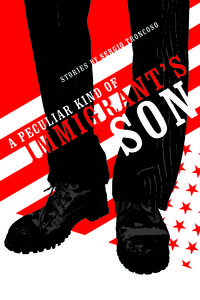 STORIES BY SERGIO TRONCOSO
A PECULIAR KIND OF
IMMIGRANT'S
SON